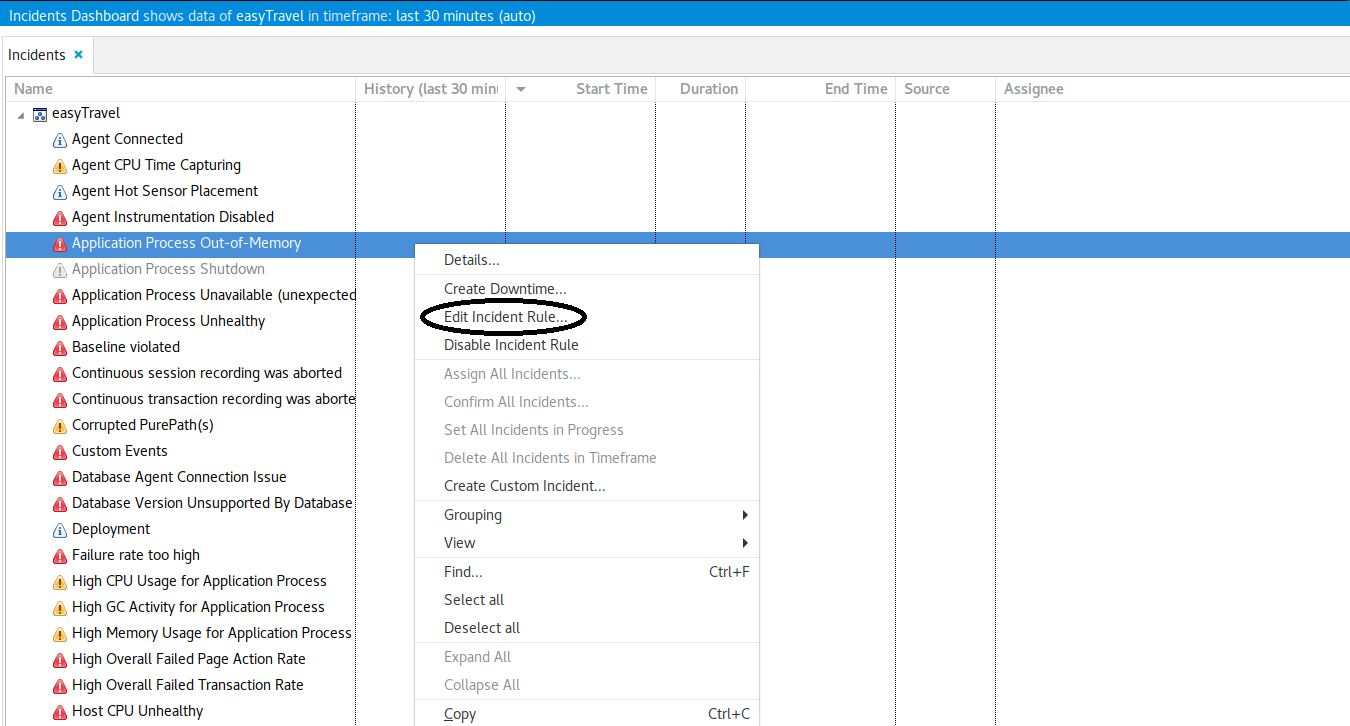 Incidents Dashboard shows data of easyTravel in timeframe: last 30 minutes (auto)
Incidents
Name History (last 30 minu Start Time Duration End Time Source Assignee
easyTravel
Agent Connected
Agent CPU Time Capturing
Agent Hot Sensor Placement
Agent Instrumentation Disabled
Application Process Out-of-Memory
Application Process Shutdown
Application Process Unavailable (unexpected
Application Process Unhealthy
Baseline violated
Continuous session recording was aborted
Continuous transaction recording was aborte
Corrupted PurePath(s)
Custom Events
Database Agent Connection Issue
Database Version Unsupported By Database
Deployment
Failure rate too high
High CPU Usage for Application Process
High GC Activity for Application Process
High Memory Usage for Application Process
High Overall Failed Page Action Rate
High Overall Failed Transaction Rate
Host CPU Unhealthy
Details...
Create Downtime...
Edit Incident Rule...
Disable Incident Rule
Assign All Incidents...
Confirm All Incidents...
Set All Incidents in Progress
Delete All Incidents in Timeframe
Create Custom Incident...
Grouping
View
Find... Ctrl+F
Select all
Deselect all
Expand All
Collapse All
Copy Ctrl+C